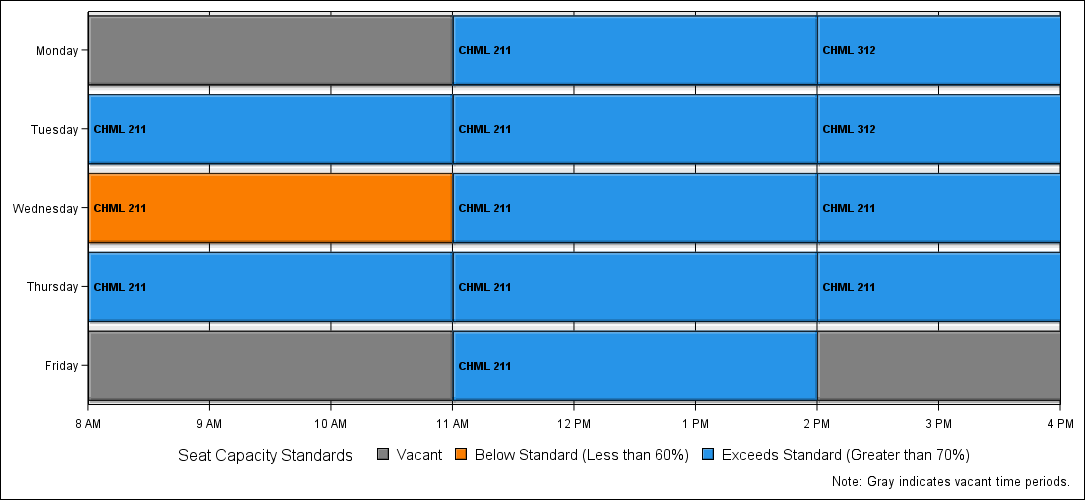 Monday CHML 211 CHML 312
Tuesday CHML 211 CHML 211 CHML 312
Wednesday CHML 211 CHML 211 CHML 211
Thursday CHML 211 CHML 211 CHML 211
Friday CHML 211
8 AM 9 AM 10 AM 11 AM 12 PM 1 PM 2 PM 3 PM 4 PM
Seat Capacity Standards Vacant Below Standard (Less than 60%) Exceeds Standard (Greater than 70%)
Note: Gray indicates vacant time periods.